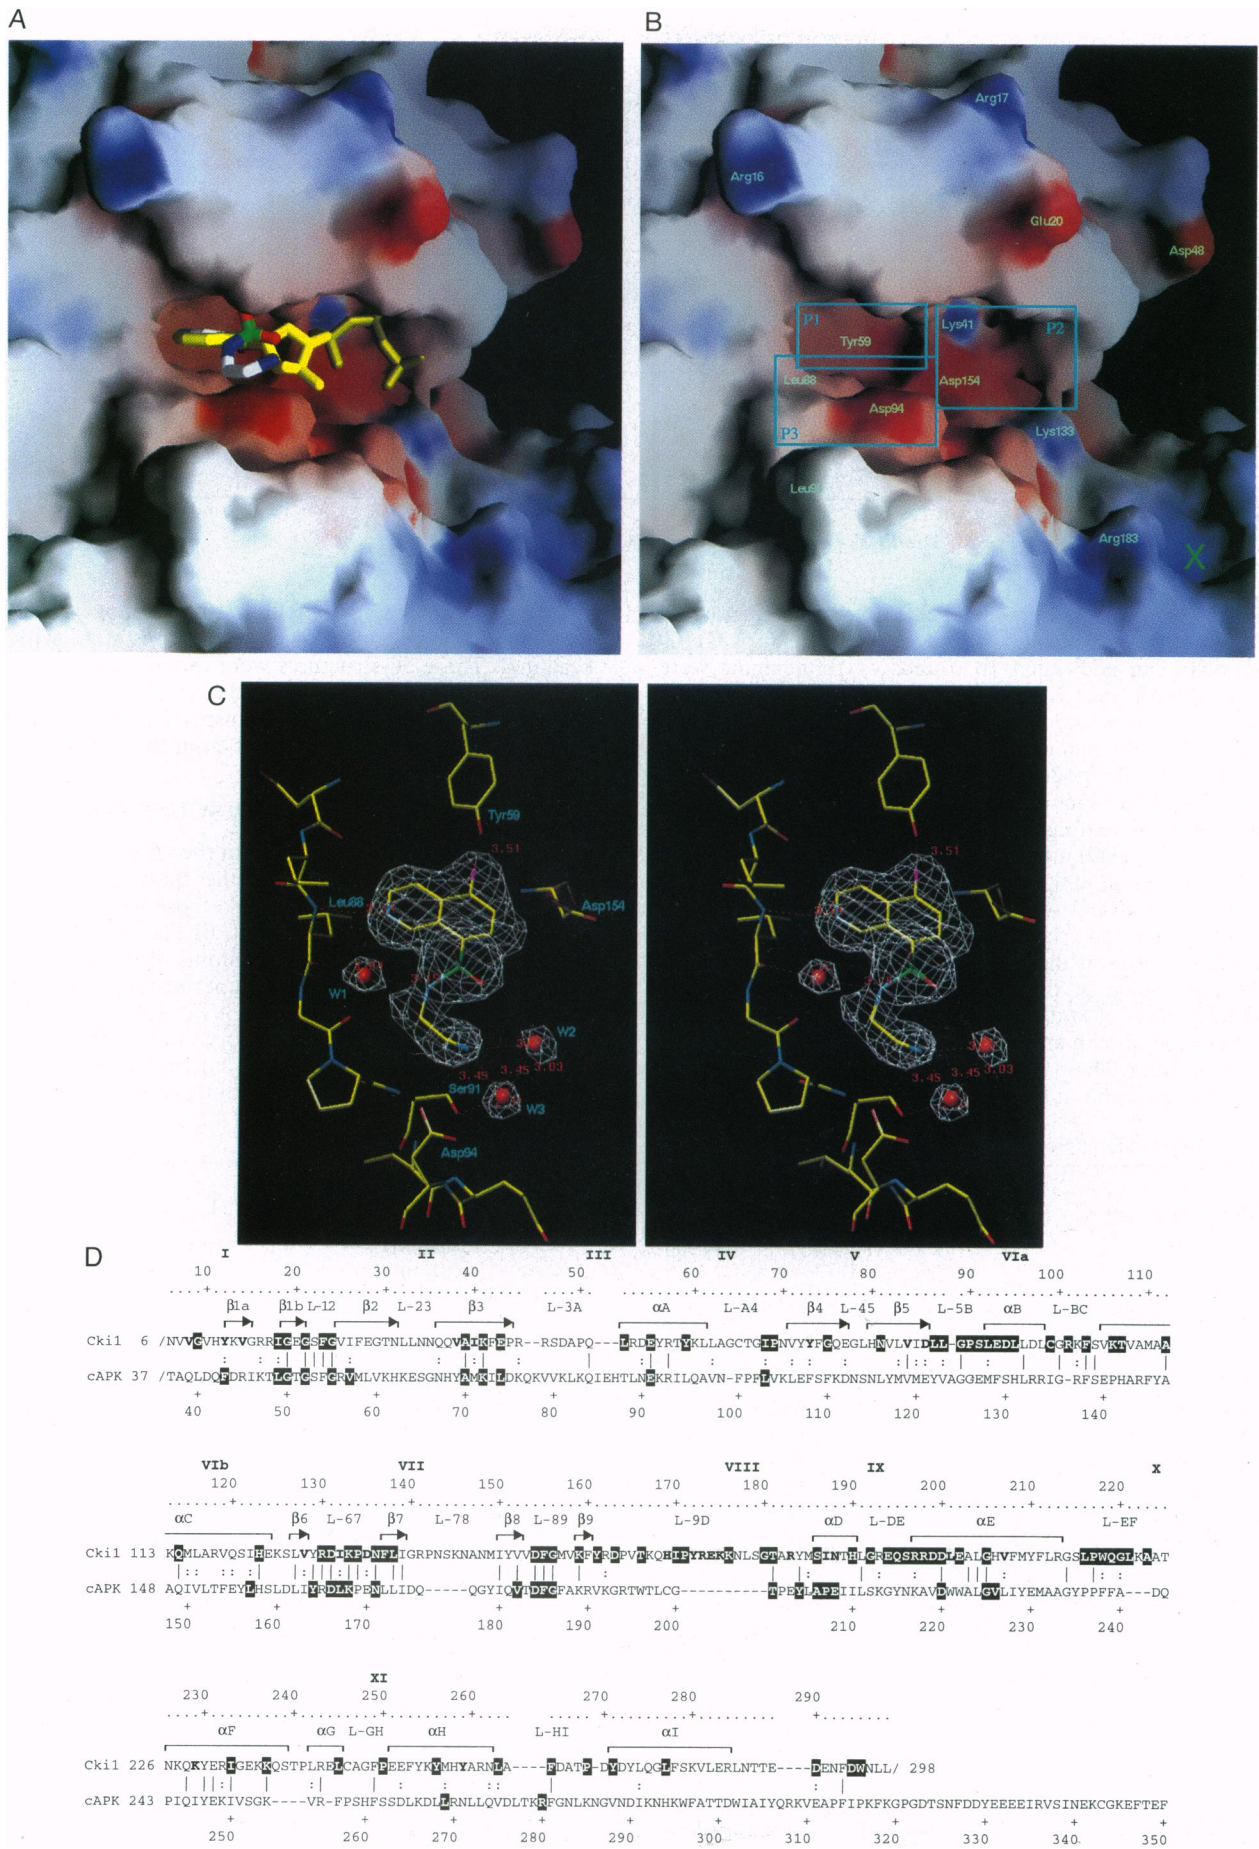 A
B
Arg17
Arg16
Glu20
Asp48
P1
Lys41
P2
Tyr59
Leu88
Asp154
Asp94
P3
Lys133
Arg183
X
C
Tyr59
3.51
3.51
Leu88
Asp154
W1
W2
3.45 3.45 3.03
3.45 3.45 3.03
Ser91
W3
Asp94
D
I II III IV V VIa
10 20 30 40 50 60 70 80 90 100 110
β1a β1b L-12 β2 L-23 β3 L-3A αA L-A4 β4 L-45 β5 L-5B αB L-BC
Cki1 6 /NVVGVHYKVGRRIGEGSFGVIFEGTNLLNNQQVAIKFEPR--RSDAPQ-LRDEYRTYKLLAGCTGIPNVYYFGQEGLHNVLVIDLL-GPSLEDLLDLCGRKFSVKTVAMAA
cAPK 37 /TAQLDQFDRIKTLGTGSFGRVMLVKHKESGNHYAMKILDKQKVVKLKQIEHTLNEKRILQAVN-FPFLVKLEFSFKDNSNLYMVMEYVAGGEMFSHLRRIG-RFSEPHARFYA
40 50 60 70 80 90 100 110 120 130 140
VIb VII VIII IX X
120 130 140 150 160 170 180 190 200 210 220
αC β6 L-67 β7 L-78 β8 L-89 β9 L-9D αD L-DE αE L-EF
Cki1 113 KQMLARVQSIHEKSLVYRDIKPDNFLIGRPNSKNANMIYVVDFGMVKFYRDPVTKQHIPYREKKNLSGTARYMSINTHLGREQSRRDDLEALGHVFMYFLRGSLPWQGLKAAT
cAPK 148 AQIVLTFEYLHSLDLIYRDLKPENLLIDQ-----QGYIQVTDFGFAKRVKGRTWTLCG----------TPEYLAPEIILSKGYNKAVDWWALGVLIYEMAAGYPPFFA---DQ
150 160 170 180 190 200 210 220 230 240
XI
230 240 250 260 270 280 290
αF αG L-GH αH L-HI αI
Cki1 226 NKQKYERIGEKKQSTPLRELCAGFPEEFYKYMHYARNLA----FDATP-DYDYLQGLFSKVLERLNTTE----DENFDWNLL/ 298
cAPK 243 PIQIYEKIVSGK----VR-FPSHFSSDLKDLLRNLLQVDLTKRFGNLKNGVNDIKNHKWFATTDWIAIYQRKVEAPFIPKFKGPGDTSNFDDYEEEEIRVSINEKCGKEFTEF
250 260 270 280 290 300 310 320 330 340 350